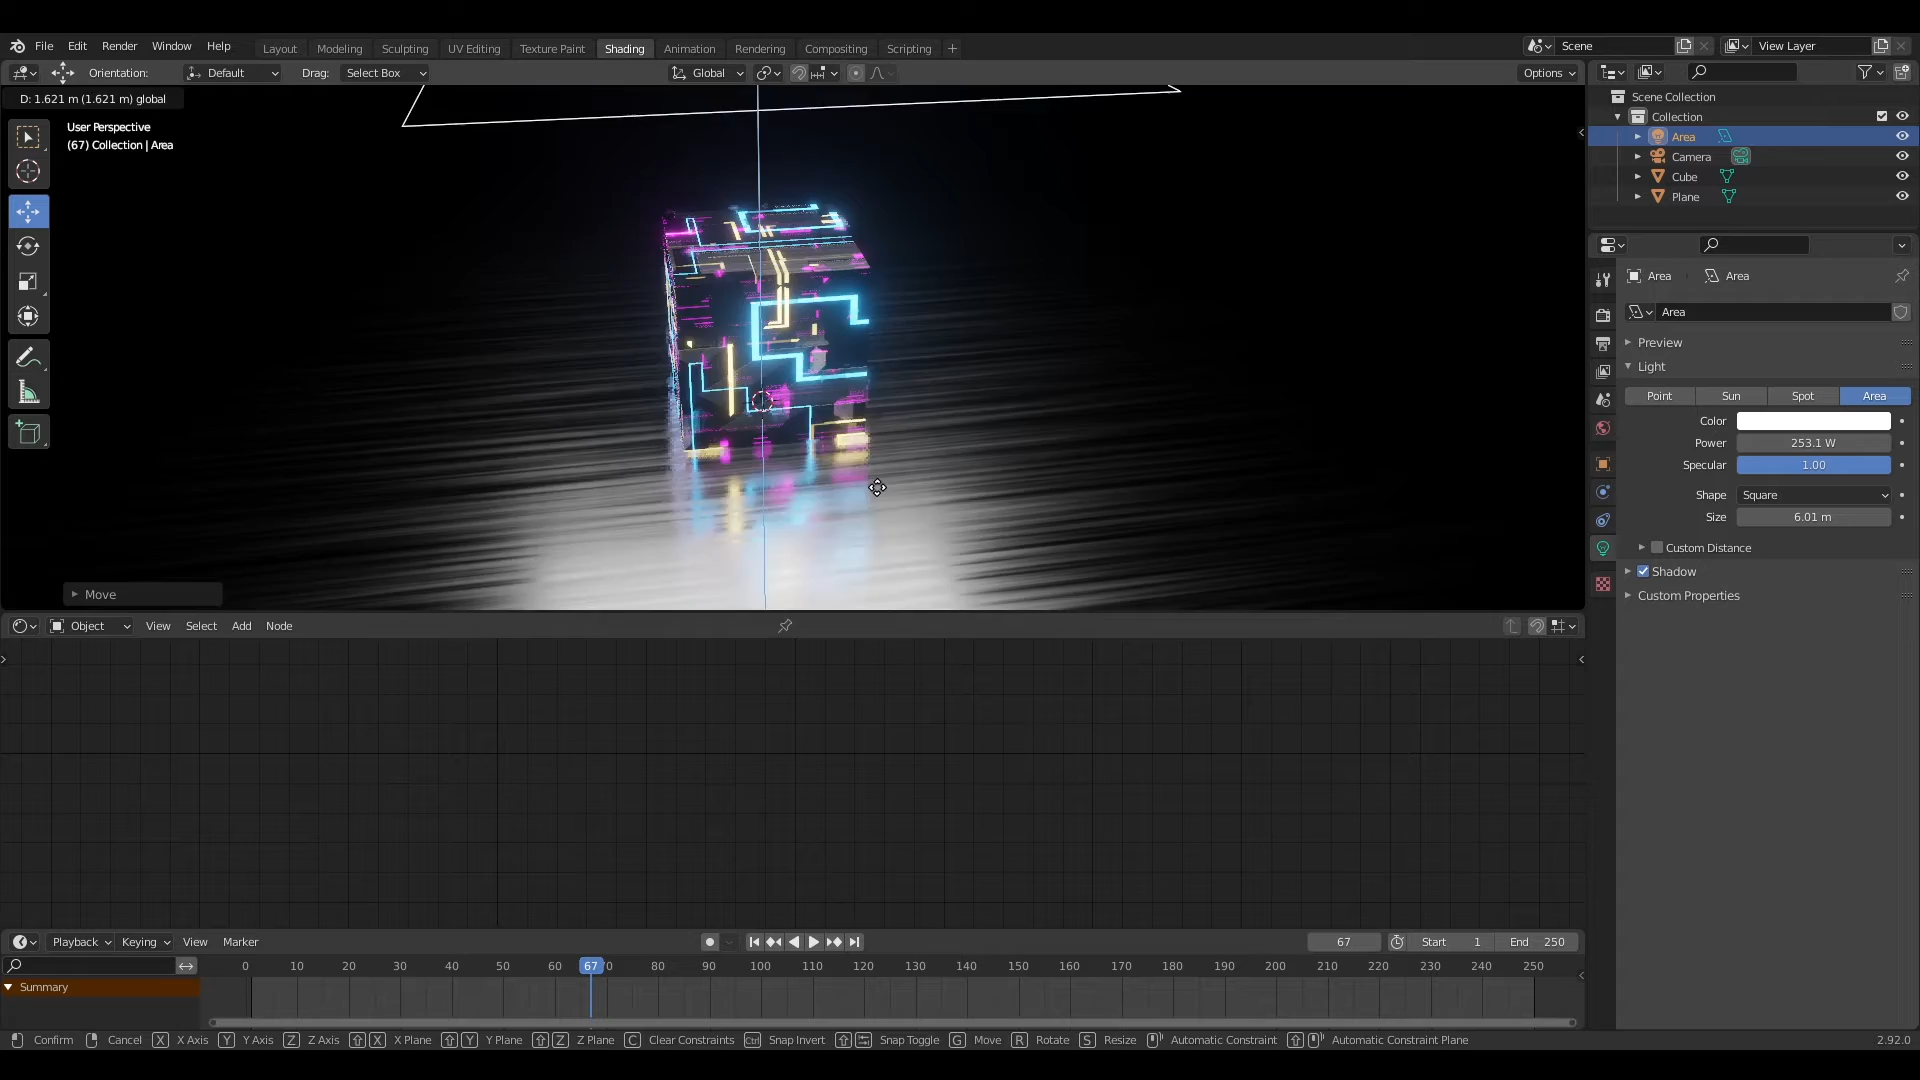 File Edit Render Window Help
Layout Modeling Sculpting UV Editing Texture Paint Shading Animation Rendering Compositing Scripting
Scene
View Layer
Orientation: Default Drag: Select Box
Global
Options
D: 1.621 m (1.621 m) global
User Perspective
(67) Collection | Area
Scene Collection
Collection
Area
Camera
Cube
Plane
Area Area
Area
Preview
Light
Point Sun Spot Area
Color
Power 253.1 W
Specular 1.00
Shape Square
Size 6.01 m
Custom Distance
Shadow
Custom Properties
Move
Object View Select Add Node
Playback Keying View Marker
67 Start 1 End 250
0 10 20 30 40 50 60 67 80 90 100 110 120 130 140 150 160 170 180 190 200 210 220 230 240 250
Summary
Confirm Cancel X X Axis Y Y Axis Z Z Axis X X Plane Y Y Plane Z Z Plane C Clear Constraints Ctrl Snap Invert Snap Toggle G Move R Rotate S Resize Automatic Constraint Automatic Constraint Plane 2.92.0